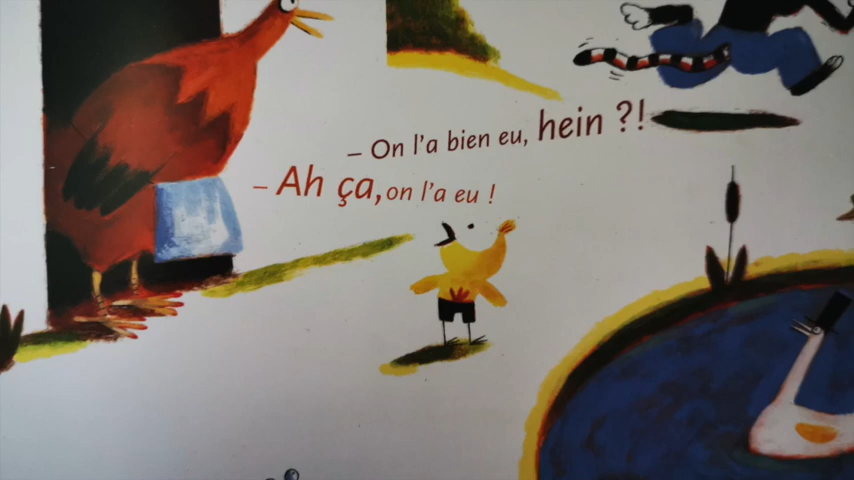 – On l'a bien eu, hein ?!
– Ah ça, on l'a eu !